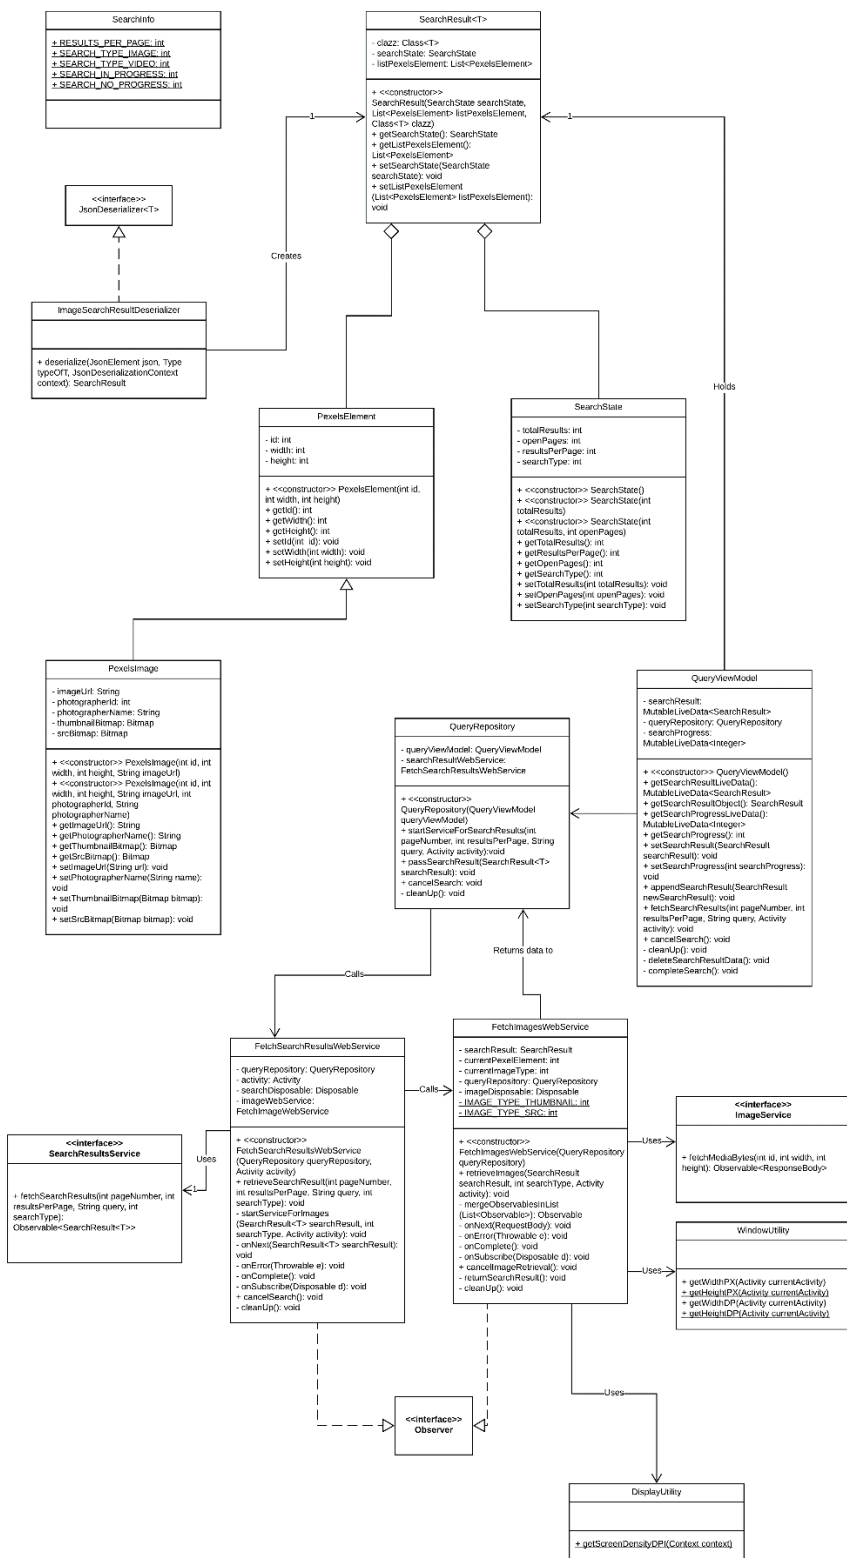 SearchInfo
+ RESULTS_PER_PAGE: int
+ SEARCH_TYPE_IMAGE: int
+ SEARCH_TYPE_VIDEO: int
+ SEARCH_IN_PROGRESS: int
+ SEARCH_NO_PROGRESS: int
SearchResult<T>
- clazz: Class<T>
- searchState: SearchState
- listPexelsElement: List<PexelsElement>
+ <<constructor>>
SearchResult(SearchState searchState,
List<PexelsElement> listPexelsElement,
Class<T> clazz)
+ getSearchState(): SearchState
+ getListPexelsElement():
List<PexelsElement>
+ setSearchState(SearchState
searchState): void
+ setListPexelsElement
(List<PexelsElement> listPexelsElement):
void
1
1
<<interface>>
JsonDeserializer<T>
Creates
ImageSearchResultDeserializer
+ deserialize(JsonElement json, Type
typeOfT, JsonDeserializationContext
context): SearchResult
Holds
PexelsElement
- id: int
- width: int
- height: int
+ <<constructor>> PexelsElement(int id,
int width, int height)
+ getId(): int
+ getWidth(): int
+ getHeight(): int
+ setId(int id): void
+ setWidth(int width): void
+ setHeight(int height): void
SearchState
- totalResults: int
- openPages: int
- resultsPerPage: int
- searchType: int
+ <<constructor>> SearchState()
+ <<constructor>> SearchState(int
totalResults)
+ <<constructor>> SearchState(int
totalResults, int openPages)
+ getTotalResults(): int
+ getResultsPerPage(): int
+ getOpenPages(): int
+ getSearchType(): int
+ setTotalResults(int totalResults): void
+ setOpenPages(int openPages): void
+ setSearchType(int searchType): void
PexelsImage
- imageUrl: String
- photographerId: int
- photographerName: String
- thumbnailBitmap: Bitmap
- srcBitmap: Bitmap
+ <<constructor>> PexelsImage(int id, int
width, int height, String imageUrl)
+ <<constructor>> PexelsImage(int id, int
width, int height, String imageUrl, int
photographerId, String
photographerName)
+ getImageUrl(): String
+ getPhotographerName(): String
+ getThumbnailBitmap(): Bitmap
+ getSrcBitmap(): Bitmap
+ setImageUrl(String url): void
+ setPhotographerName(String name):
void
+ setThumbnailBitmap(Bitmap bitmap):
void
+ setSrcBitmap(Bitmap bitmap): void
QueryRepository
- queryViewModel: QueryViewModel
- searchResultWebService:
FetchSearchResultsWebService
+ <<constructor>>
QueryRepository(QueryViewModel
queryViewModel)
+ startServiceForSearchResults(int
pageNumber, int resultsPerPage, String
query, Activity activity):void
+ passSearchResult(SearchResult<T>
searchResult): void
+ cancelSearch: void
- cleanUp(): void
QueryViewModel
- searchResult:
MutableLiveData<SearchResult>
- queryRepository: QueryRepository
- searchProgress:
MutableLiveData<Integer>
+ <<constructor>> QueryViewModel()
+ getSearchResultLiveData():
MutableLiveData<SearchResult>
+ getSearchResultObject(): SearchResult
+ getSearchProgressLiveData():
MutableLiveData<Integer>
+ getSearchProgress(): int
+ setSearchResult(SearchResult
searchResult): void
+ setSearchProgress(int searchProgress):
void
+ appendSearchResult(SearchResult
newSearchResult): void
+ fetchSearchResults(int pageNumber, int
resultsPerPage, String query, Activity
activity): void
+ cancelSearch(): void
- cleanUp(): void
- deleteSearchResultData(): void
- completeSearch(): void
Returns data to
Calls
FetchSearchResultsWebService
- queryRepository: QueryRepository
- activity: Activity
- searchDisposable: Disposable
- imageWebService:
FetchImageWebService
+ <<constructor>>
FetchSearchResultsWebService
(QueryRepository queryRepository,
Activity activity)
+ retrieveSearchResult(int pageNumber,
int resultsPerPage, String query, int
searchType): void
- startServiceForImages
(SearchResult<T> searchResult, int
searchType, Activity activity): void
- onNext(SearchResult<T> searchResult):
void
- onError(Throwable e): void
- onComplete(): void
- onSubscribe(Disposable d): void
+ cancelSearch(): void
- cleanUp(): void
Calls
FetchImagesWebService
- searchResult: SearchResult
- currentPexelElement: int
- currentImageType: int
- queryRepository: QueryRepository
- imageDisposable: Disposable
- IMAGE_TYPE_THUMBNAIL: int
- IMAGE_TYPE_SRC: int
+ <<constructor>>
FetchImagesWebService(QueryRepository
queryRepository)
+ retrieveImages(SearchResult
searchResult, int searchType, Activity
activity): void
- mergeObservablesInList
(List<Observable>): Observable
- onNext(RequestBody): void
- onError(Throwable e): void
- onComplete(): void
- onSubscribe(Disposable d): void
+ cancelImageRetrieval(): void
- returnSearchResult(): void
- cleanUp(): void
<<interface>>
SearchResultsService
+ fetchSearchResults(int pageNumber, int
resultsPerPage, String query, int
searchType):
Observable<SearchResult<T>>
Uses
1
Uses
<<interface>>
ImageService
+ fetchMediaBytes(int id, int width, int
height): Observable<ResponseBody>
Uses
WindowUtility
+ getWidthPX(Activity currentActivity)
+ getHeightPX(Activity currentActivity)
+ getWidthDP(Activity currentActivity)
+ getHeightDP(Activity currentActivity)
<<interface>>
Observer
Uses
DisplayUtility
+ getScreenDensityDPI(Context context)